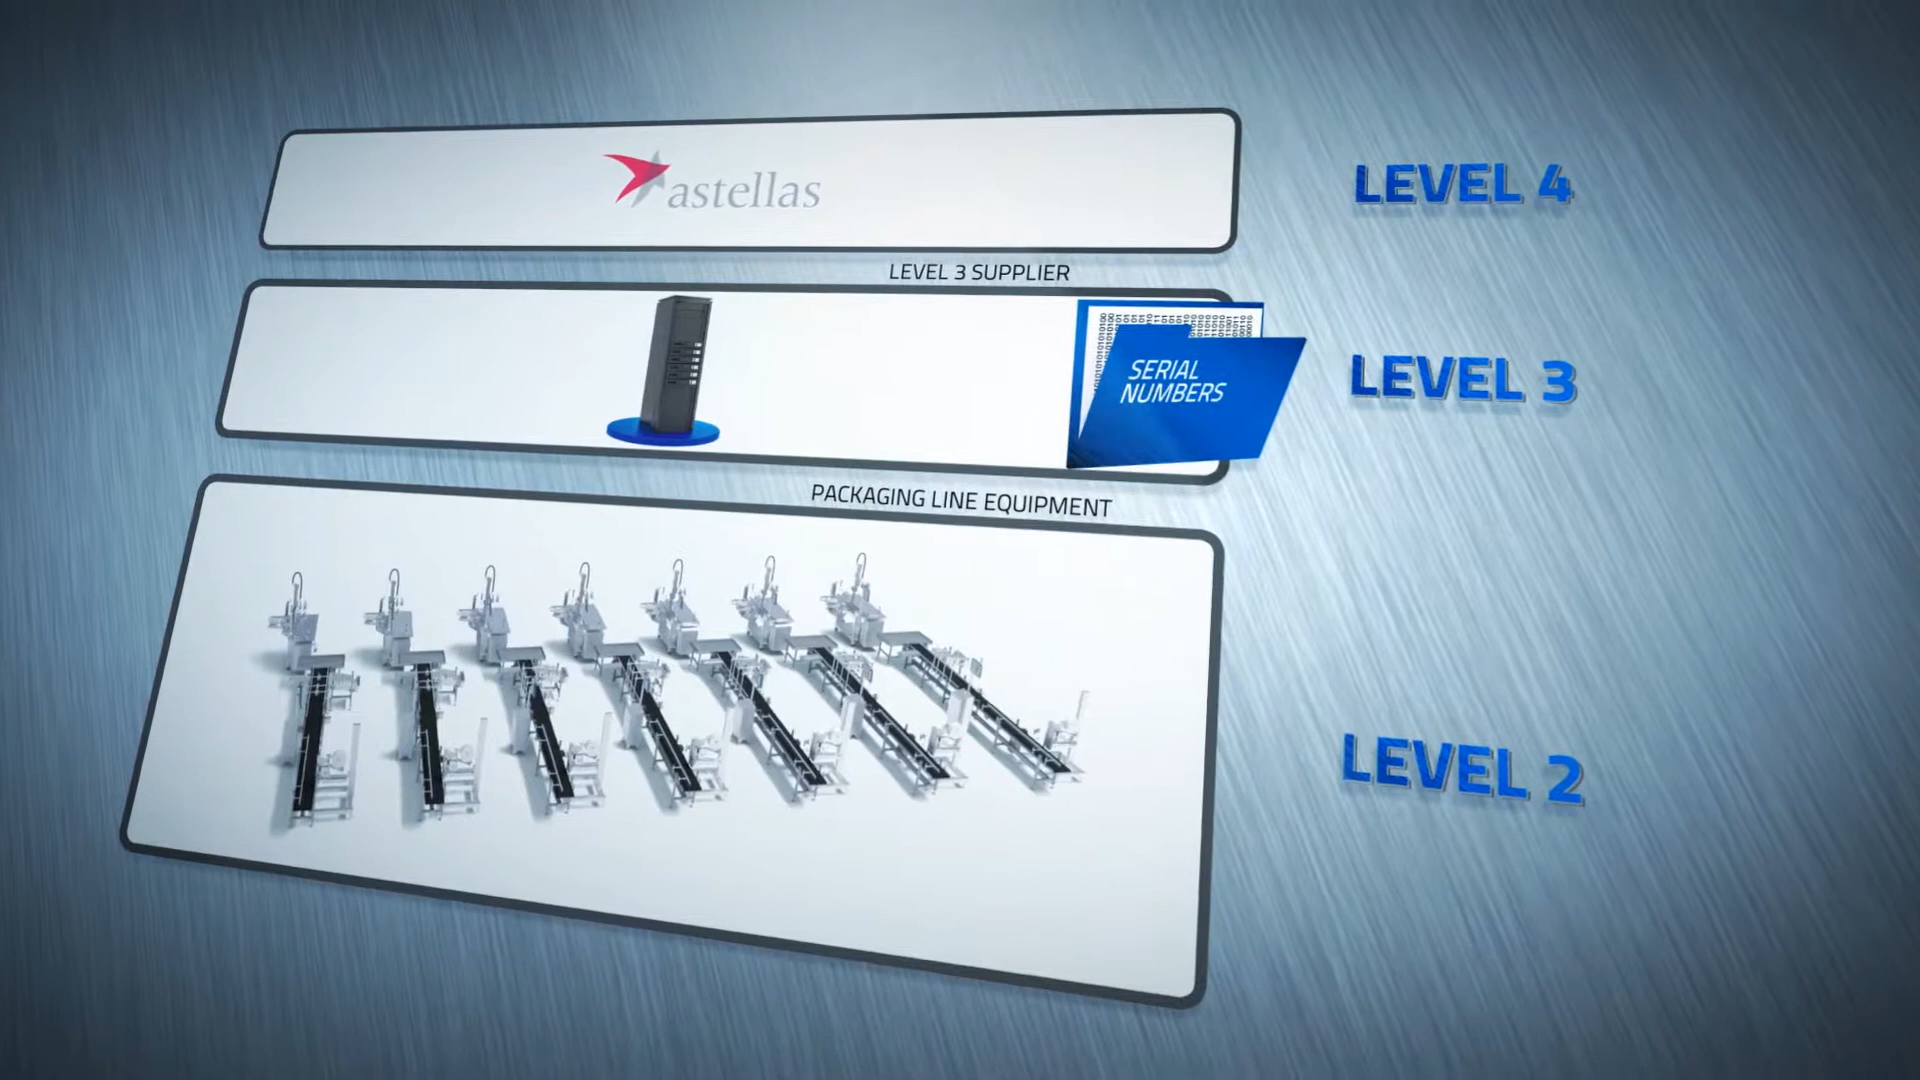 astellas
LEVEL 4
LEVEL 3 SUPPLIER
SERIAL
NUMBERS
LEVEL 3
PACKAGING LINE EQUIPMENT
LEVEL 2